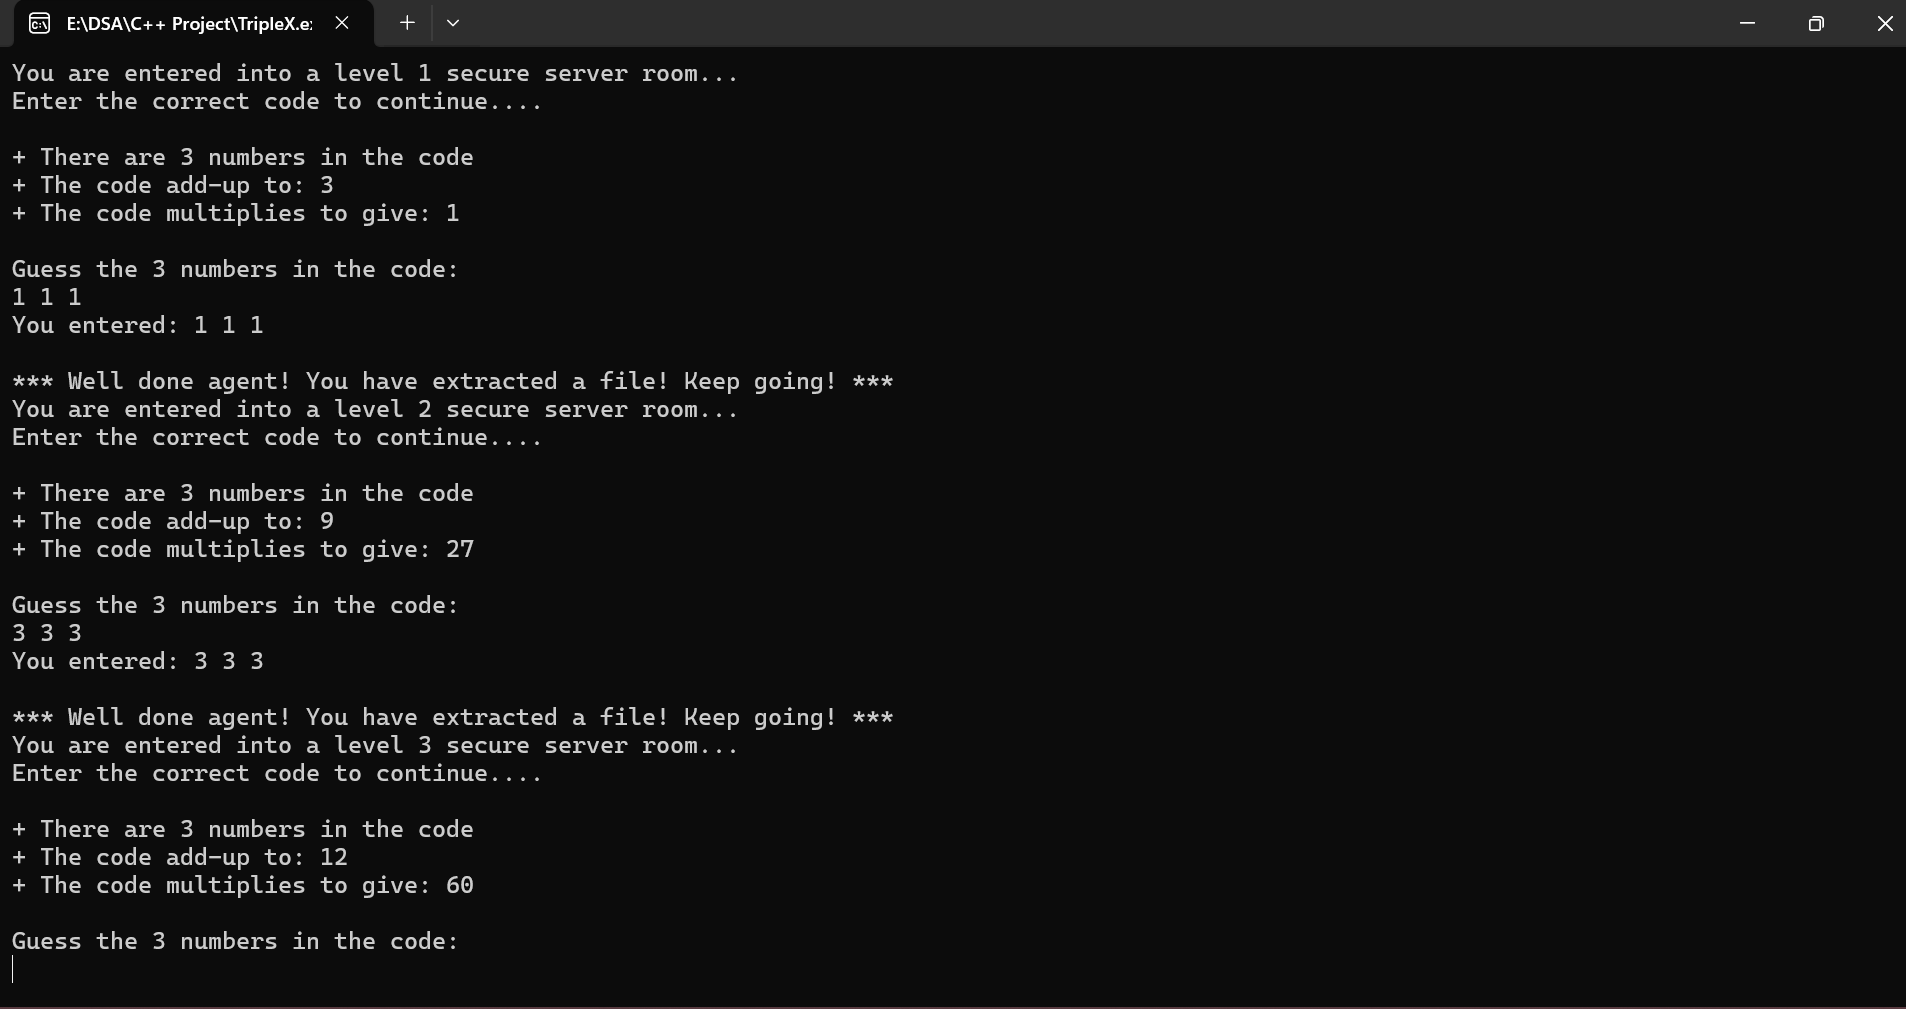 E:\DSA\C++ Project\TripleX.e
You are entered into a level 1 secure server room...
Enter the correct code to continue....
+ There are 3 numbers in the code
+ The code add-up to: 3
+ The code multiplies to give: 1
Guess the 3 numbers in the code:
1 1 1
You entered: 1 1 1
*** Well done agent! You have extracted a file! Keep going! ***
You are entered into a level 2 secure server room...
Enter the correct code to continue....
+ There are 3 numbers in the code
+ The code add-up to: 9
+ The code multiplies to give: 27
Guess the 3 numbers in the code:
3 3 3
You entered: 3 3 3
*** Well done agent! You have extracted a file! Keep going! ***
You are entered into a level 3 secure server room...
Enter the correct code to continue....
+ There are 3 numbers in the code
+ The code add-up to: 12
+ The code multiplies to give: 60
Guess the 3 numbers in the code: